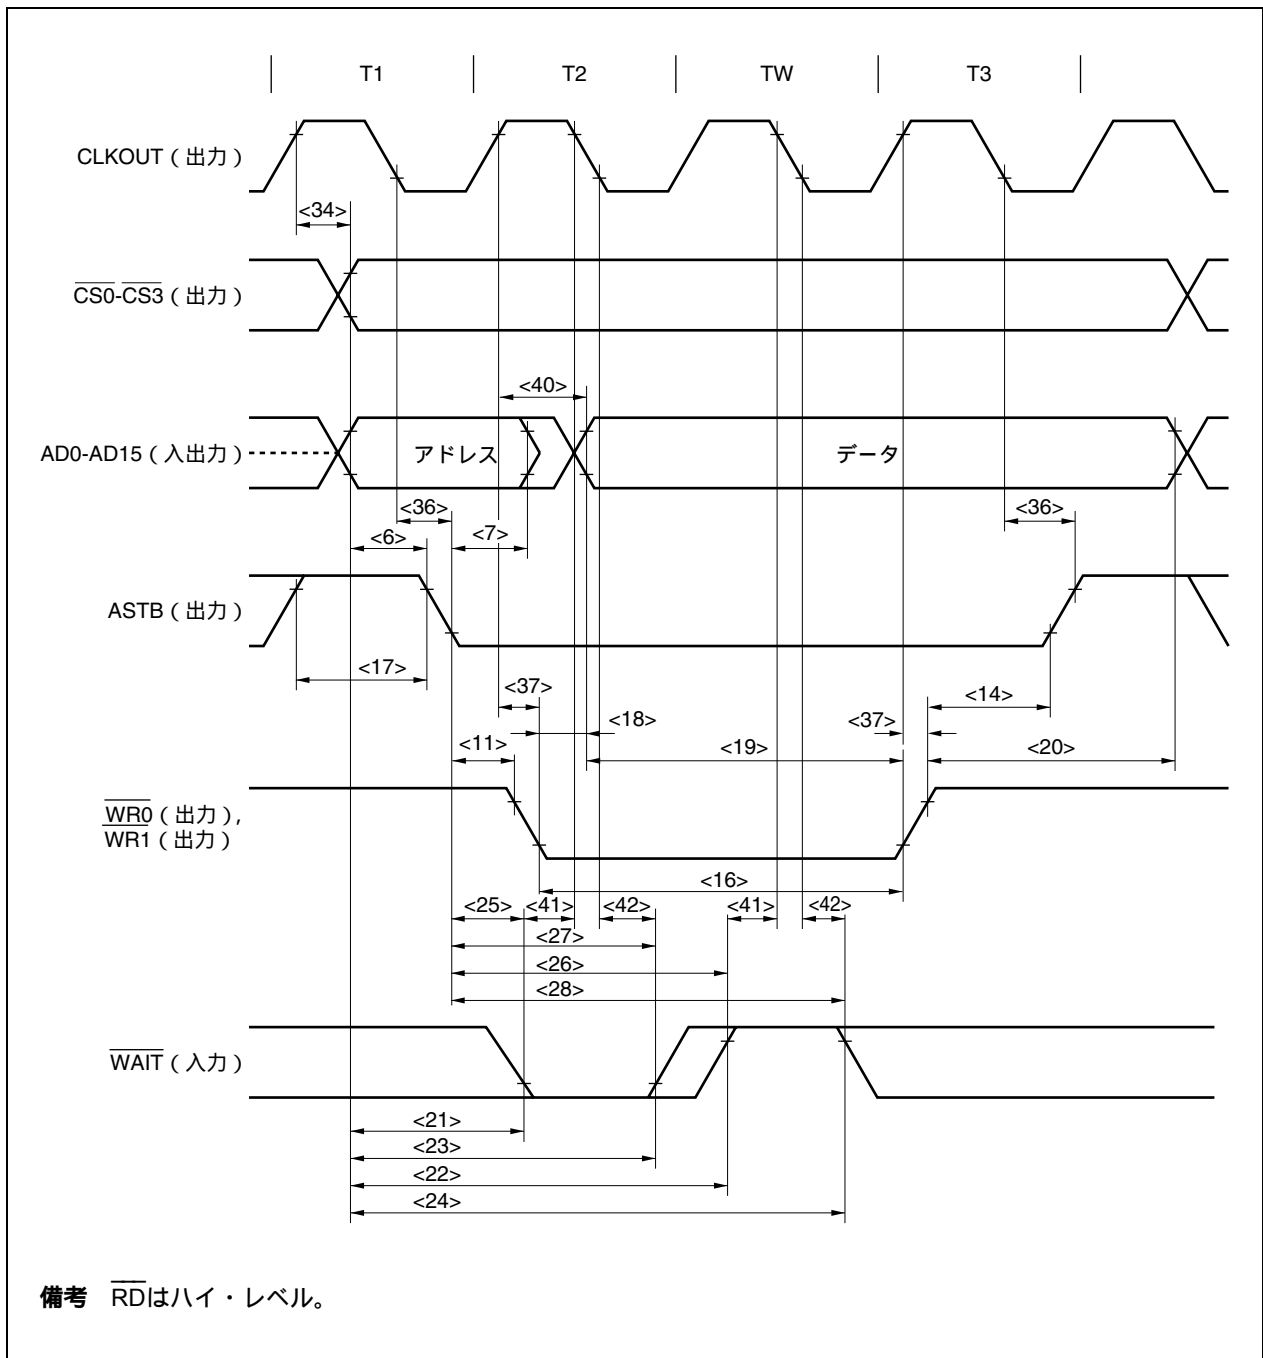 T1 T2 TW T3
CLKOUT（出力）
<34>
CS0-CS3（出力）
<40>
AD0-AD15（入出力） アドレス データ
<36> <36>
<6> <7>
ASTB（出力）
<17> <37> <14>
<18> <37>
<11> <19> <20>
WR0（出力）,
WR1（出力）
<16>
<25> <41> <42> <41> <42>
<27>
<26>
<28>
WAIT（入力）
<21>
<23>
<22>
<24>
備考 RDはハイ・レベル。